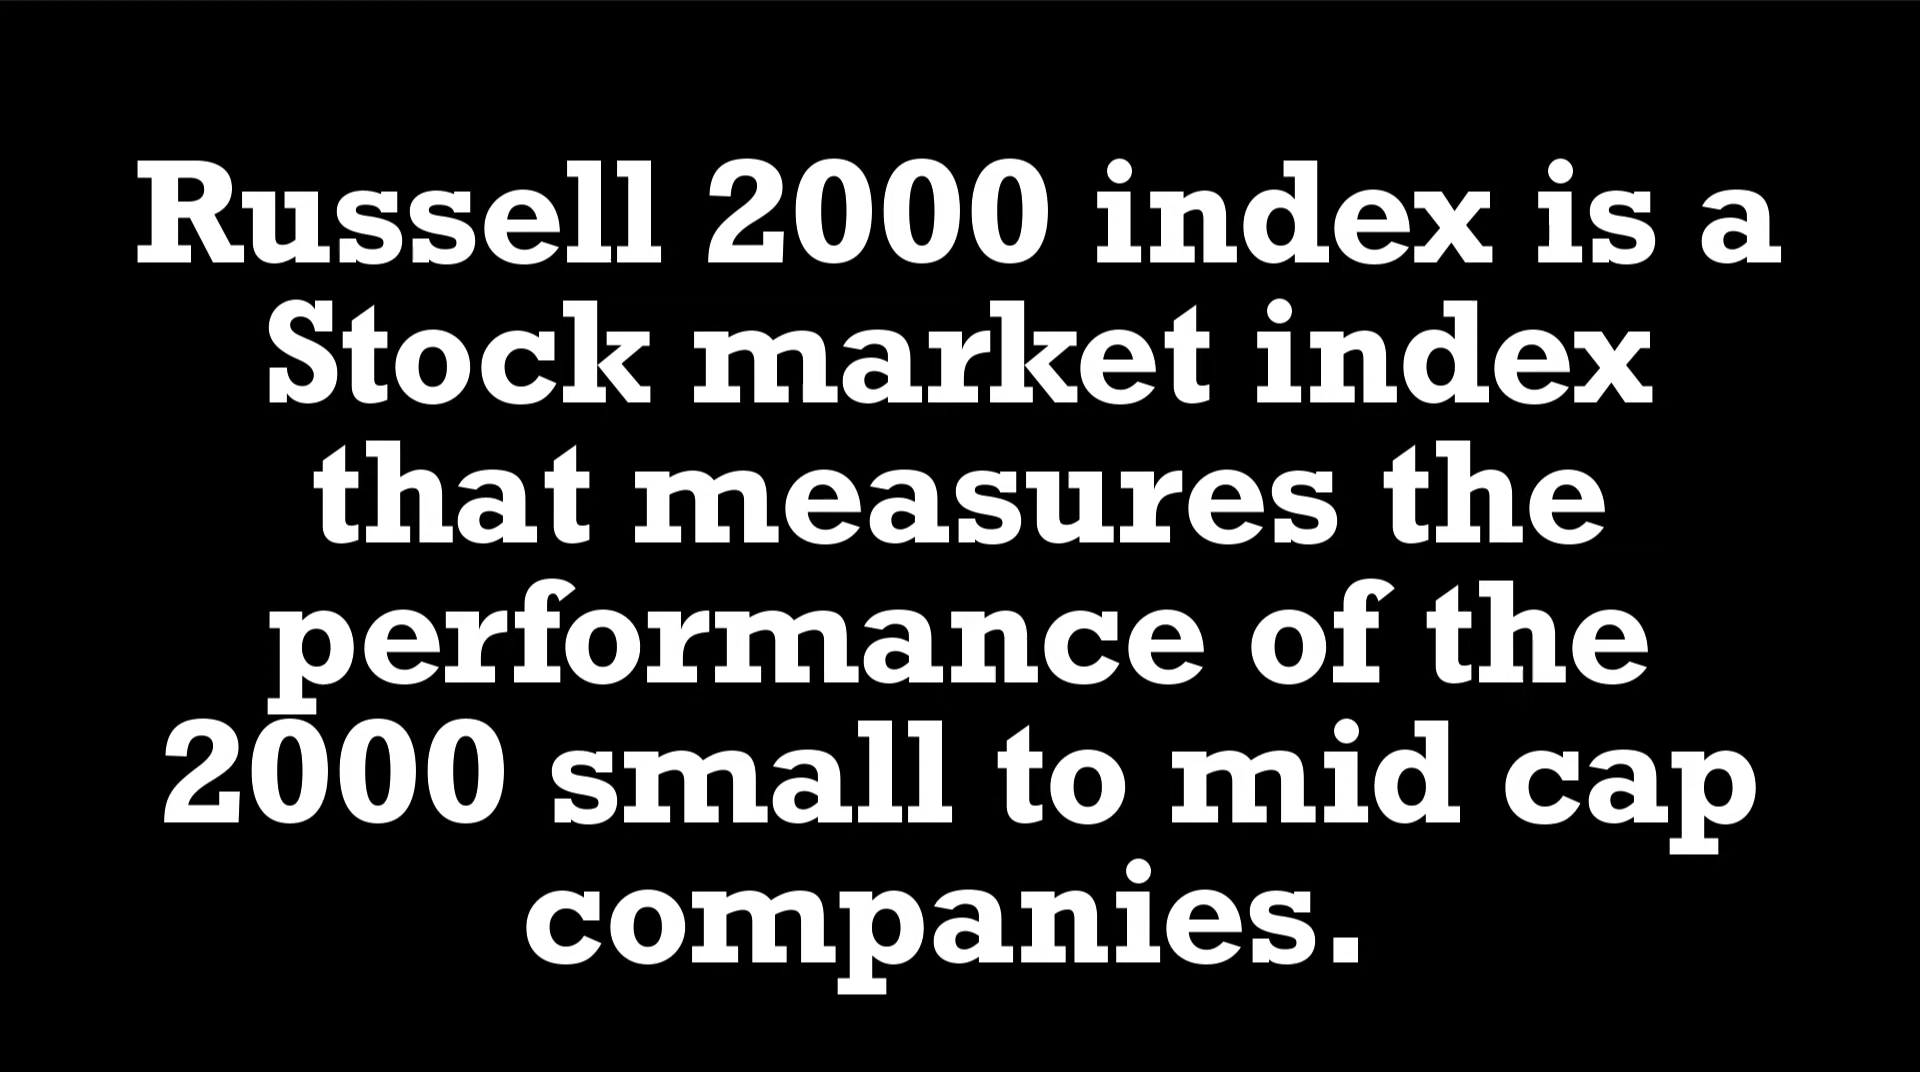 Russell 2000 index is a
Stock market index
that measures the
performance of the
2000 small to mid cap
companies.